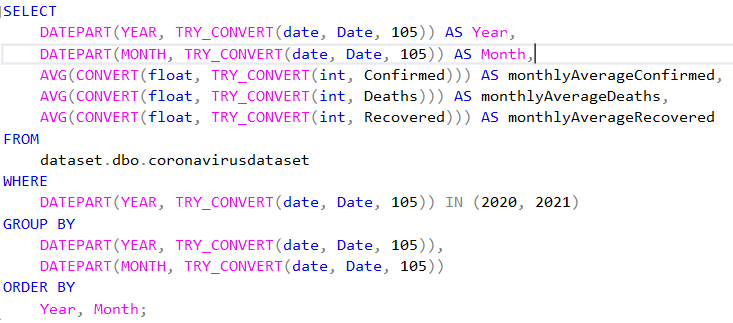 SELECT
DATEPART(YEAR, TRY_CONVERT(date, Date, 105)) AS Year,
DATEPART(MONTH, TRY_CONVERT(date, Date, 105)) AS Month,
AVG(CONVERT(float, TRY_CONVERT(int, Confirmed))) AS monthlyAverageConfirmed,
AVG(CONVERT(float, TRY_CONVERT(int, Deaths))) AS monthlyAverageDeaths,
AVG(CONVERT(float, TRY_CONVERT(int, Recovered))) AS monthlyAverageRecovered
FROM
dataset.dbo.coronavirusdataset
WHERE
DATEPART(YEAR, TRY_CONVERT(date, Date, 105)) IN (2020, 2021)
GROUP BY
DATEPART(YEAR, TRY_CONVERT(date, Date, 105)),
DATEPART(MONTH, TRY_CONVERT(date, Date, 105))
ORDER BY
Year, Month;